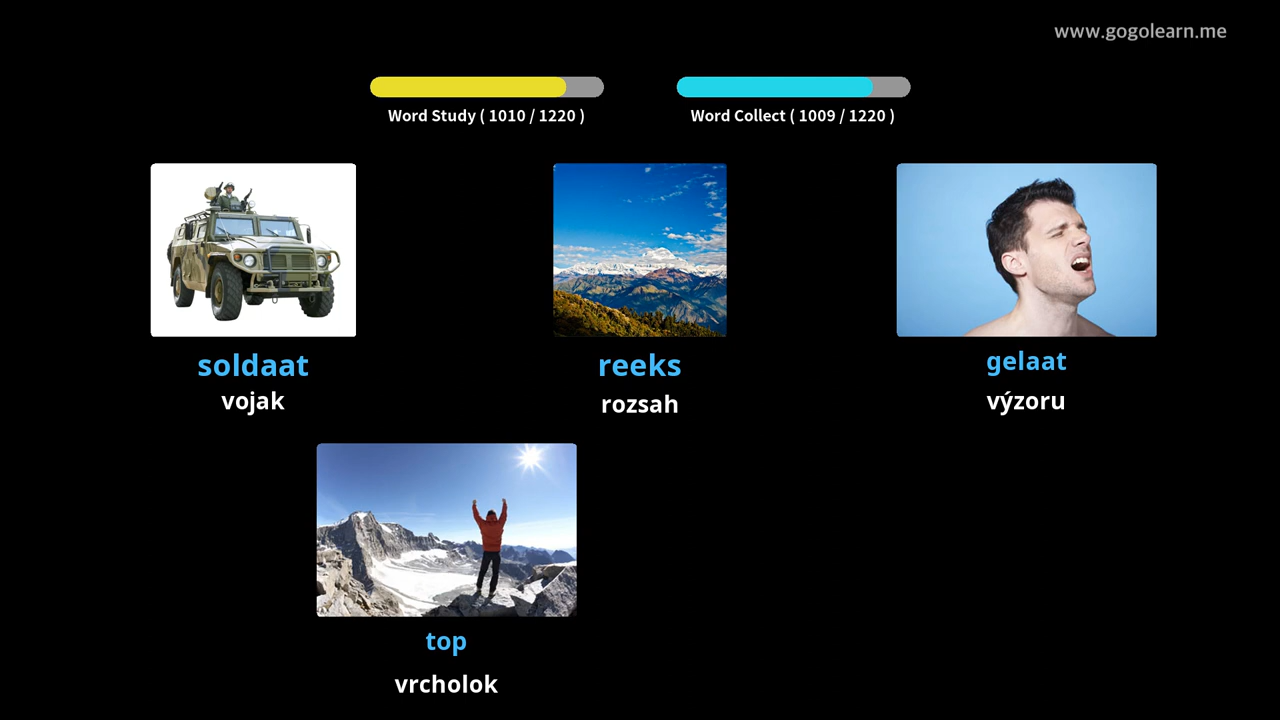 www.gogolearn.me
Word Study ( 1010 / 1220 )
Word Collect ( 1009 / 1220 )
soldaat
vojak
reeks
rozsah
gelaat
výzoru
top
vrcholok